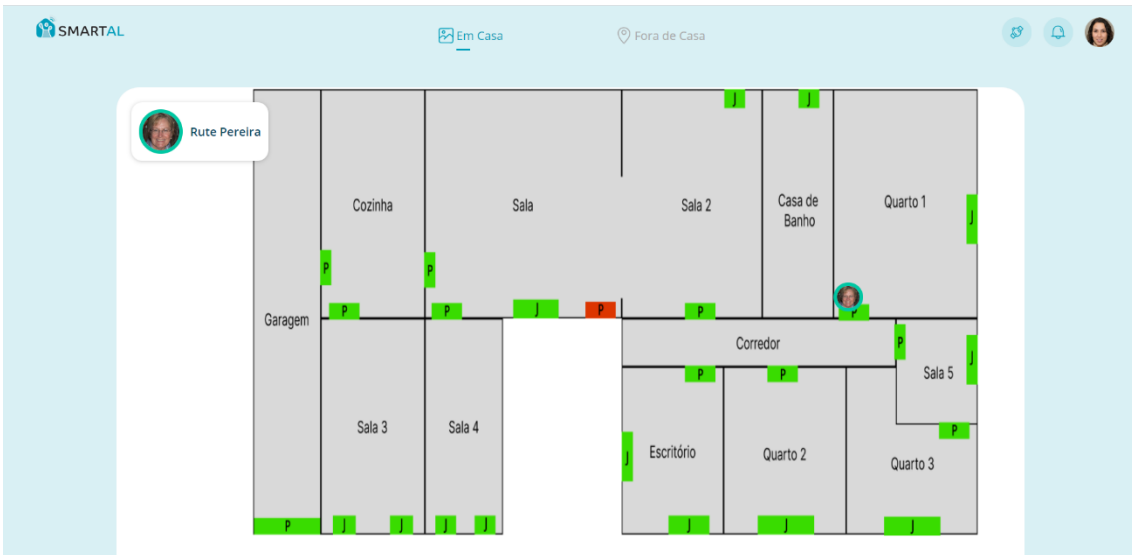 SMARTAL
Em Casa
Fora de Casa
Rute Pereira
J
J
Cozinha
Sala
Sala 2
Casa de
Banho
Quarto 1
J
P
P
P
P
J
P
P
P
Garagem
Corredor
P
J
Sala 5
P
P
P
Sala 3
Sala 4
Escritório
Quarto 2
Quarto 3
J
P
J
J
J
J
J
J
J